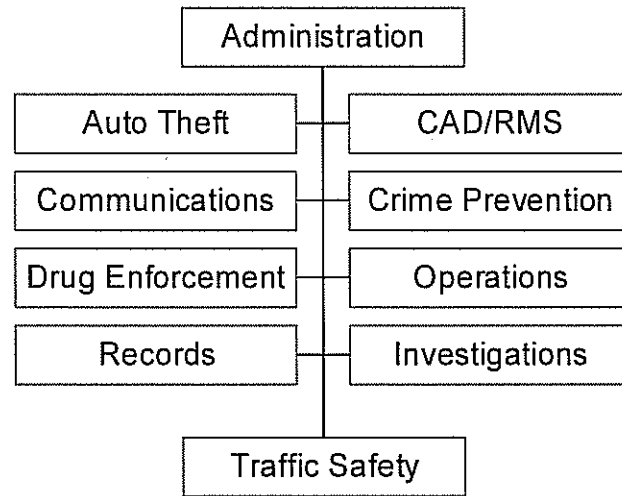 Administration
Auto Theft
CAD/RMS
Communications
Crime Prevention
Drug Enforcement
Operations
Records
Investigations
Traffic Safety